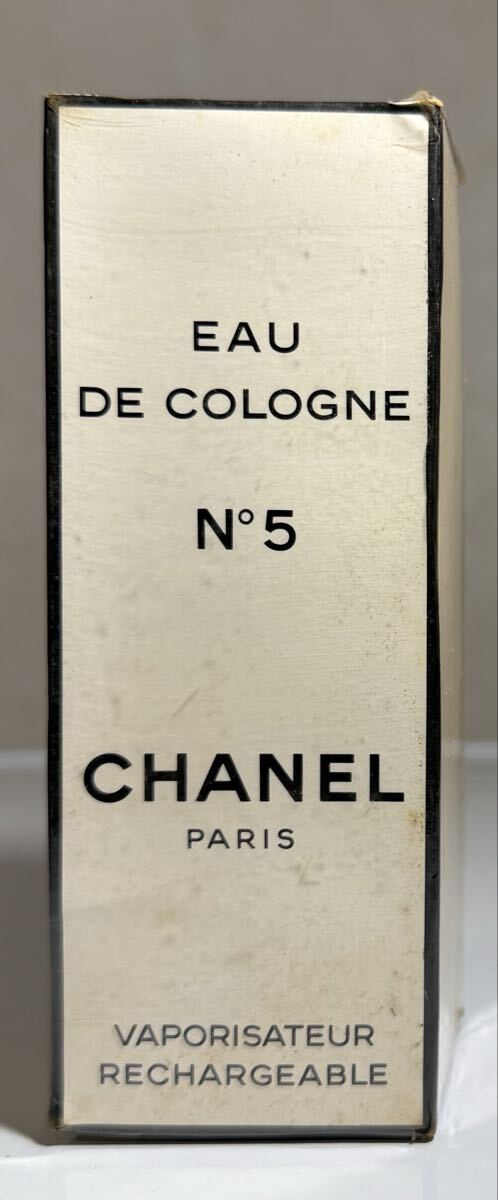 EAU
DE COLOGNE
N°5
CHANEL
PARIS
VAPORISATEUR
RECHARGEABLE